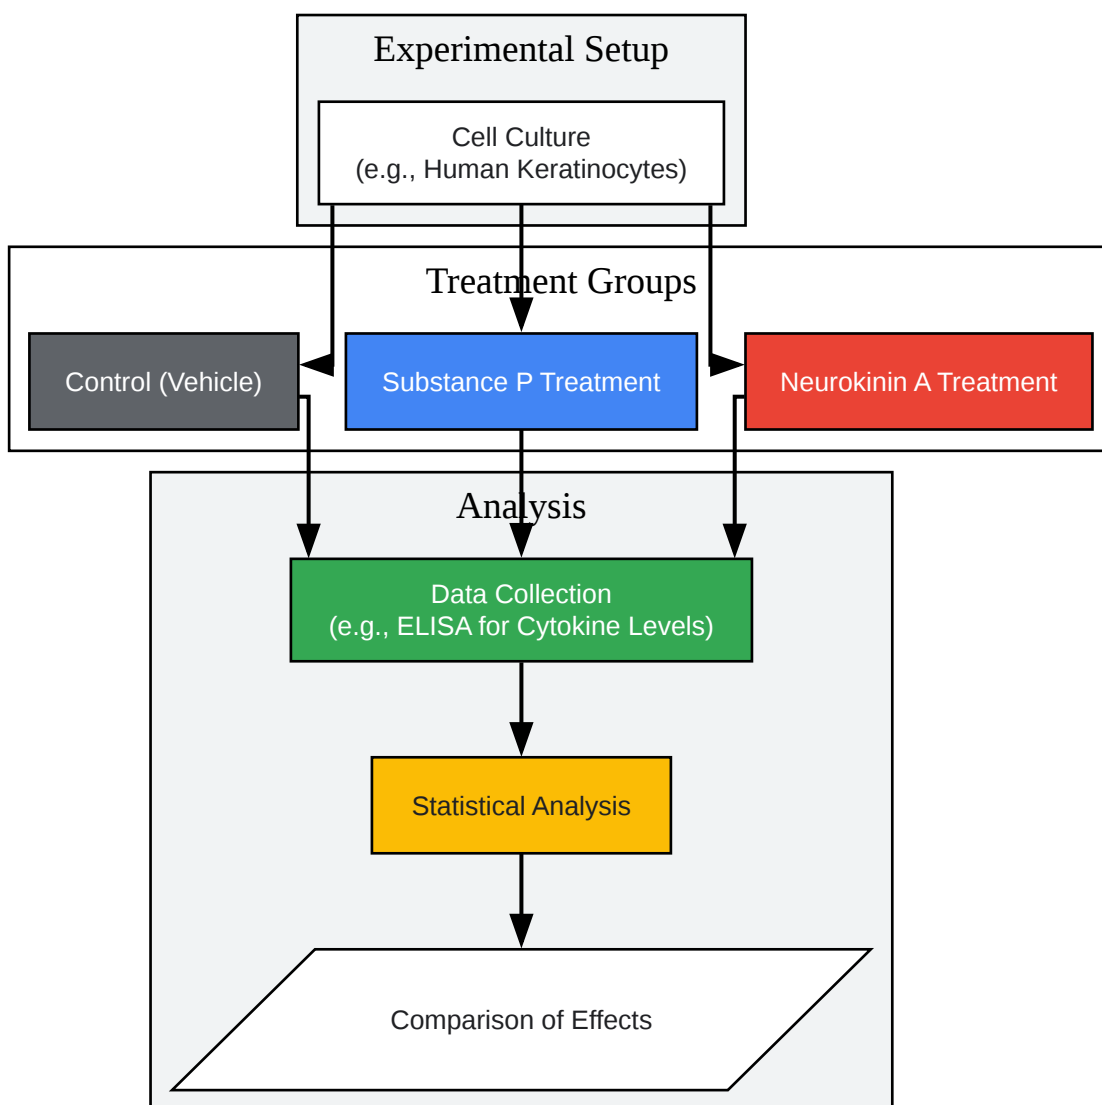 Experimental Setup
Cell Culture
(e.g., Human Keratinocytes)
Treatment Groups
Control (Vehicle)
Substance P Treatment
Neurokinin A Treatment
Analysis
Data Collection
(e.g., ELISA for Cytokine Levels)
Statistical Analysis
Comparison of Effects